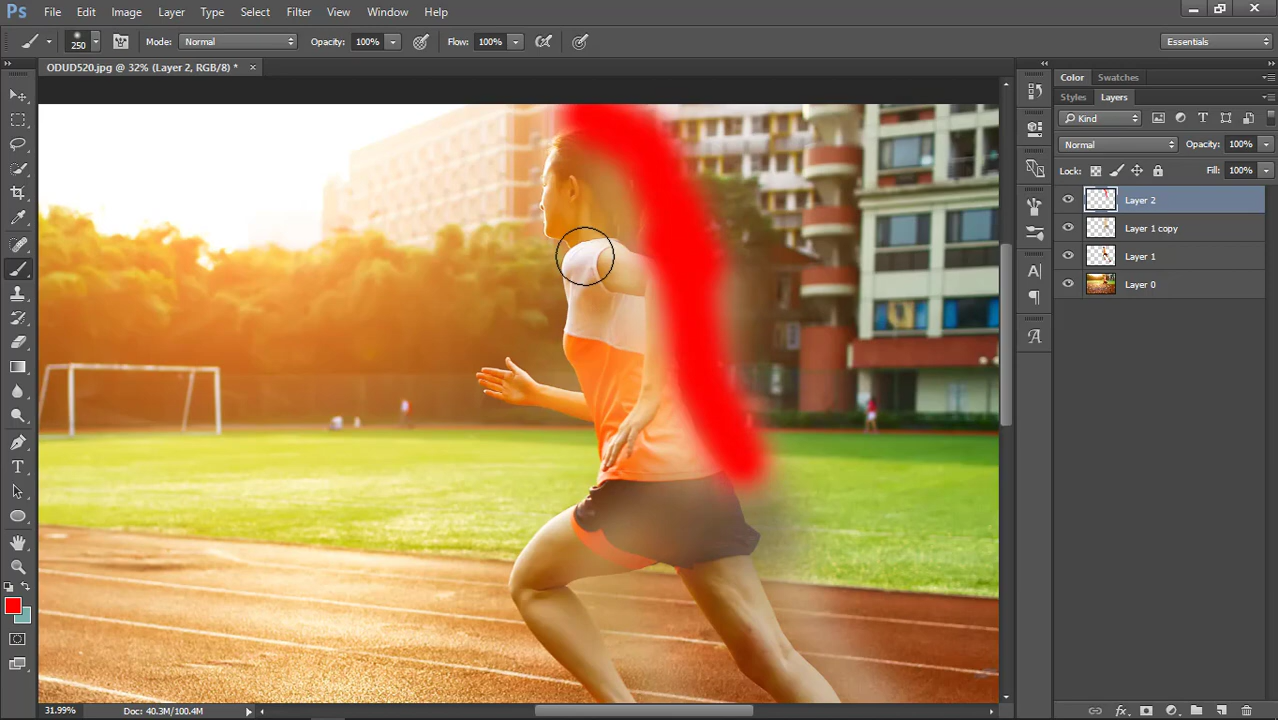 Ps File Edit Image Layer Type Select Filter View Window Help
250 Mode: Normal Opacity: 100% Flow: 100% Essentials
ODUD520.jpg @ 32% (Layer 2, RGB/8) * ×
Color Swatches
Styles Layers
Kind
Normal Opacity: 100%
Lock: Fill: 100%
Layer 2
Layer 1 copy
Layer 1
Layer 0
31.99% Doc: 40.3M/100.4M